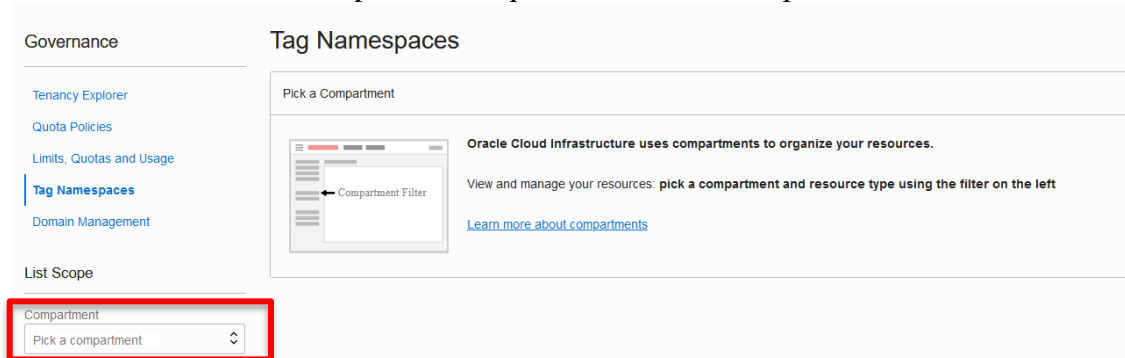 Governance
Tenancy Explorer
Quota Policies
Limits, Quotas and Usage
Tag Namespaces
Domain Management
List Scope
Compartment
Pick a compartment
Tag Namespaces
Pick a Compartment
Compartment Filter
Oracle Cloud Infrastructure uses compartments to organize your resources.
View and manage your resources: pick a compartment and resource type using the filter on the left
Learn more about compartments